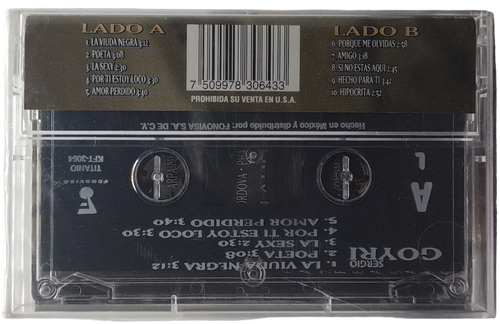 LADO A
1. LA VIUDA NEGRA 3:12
2. POETA 3:08
3. LA SEXY 2:30
4. POR TI ESTOY LOCO 3:30
5. AMOR PERDIDO 3:40
7 509978 306433
PROHIBIDA SU VENTA EN U.S.A.
LADO B
6. PORQUE ME OLVIDAS 2:58
7. AMIGO 3:18
8. SI NO ESTAS AQUI 2:45
9. HECHO PARA TI 3:42
10. HIPOCRITA 2:52
Hecho en México y distribuido por: FONOVISA S.A. DE C.V.
TITANIO
KFT-3064
fonovisa
A
SERGIO
GOYRI
1. LA VIUDA NEGRA 3:12
2. POETA 3:08
3. LA SEXY 2:30
4. POR TI ESTOY LOCO 3:30
5. AMOR PERDIDO 3:40